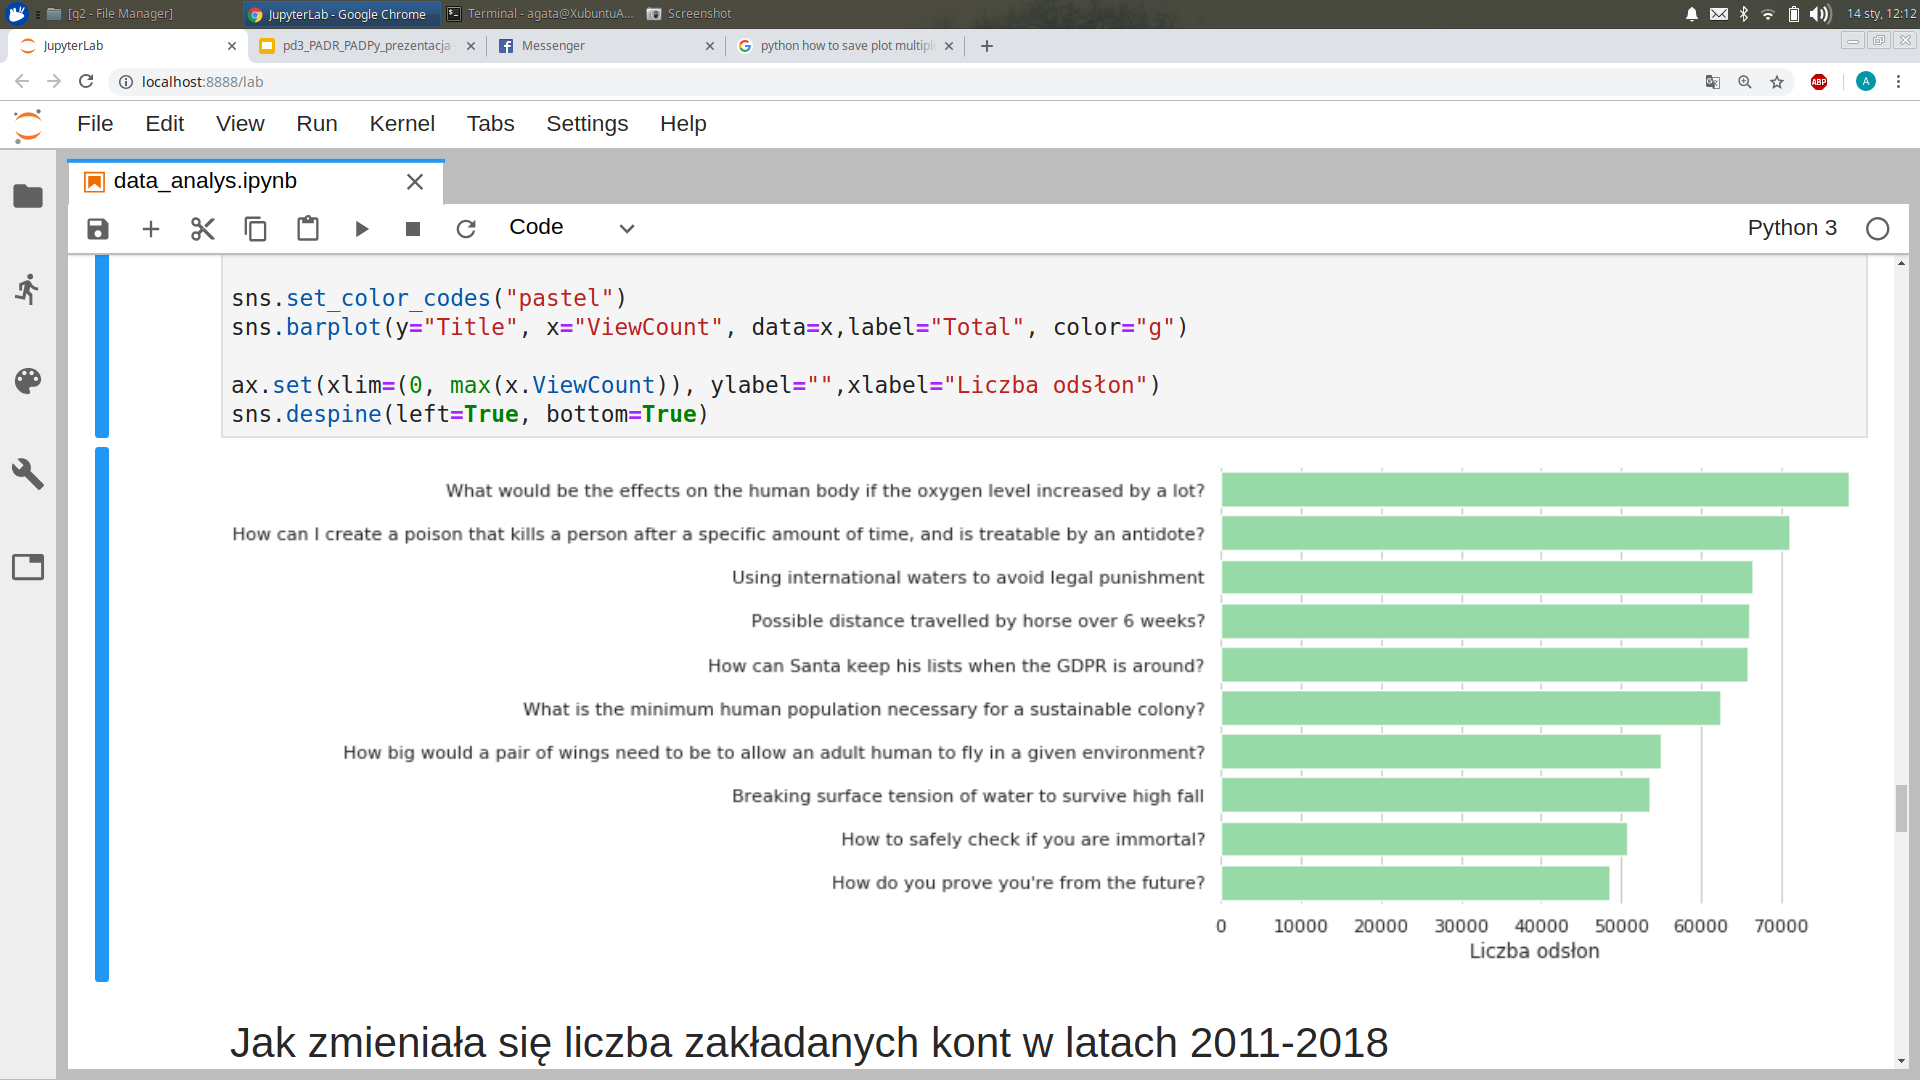 [q2 - File Manager]
JupyterLab - Google Chrome
Terminal - agata@XubuntuA...
Screenshot
14 sty, 12:12
JupyterLab
pd3_PADR_PADPy_prezentacja
Messenger
python how to save plot multipl
localhost:8888/lab
ABP
A
File Edit View Run Kernel Tabs Settings Help
data_analys.ipynb
Code
Python 3
sns.set_color_codes("pastel")
sns.barplot(y="Title", x="ViewCount", data=x,label="Total", color="g")
ax.set(xlim=(0, max(x.ViewCount)), ylabel="",xlabel="Liczba odsłon")
sns.despine(left=True, bottom=True)
What would be the effects on the human body if the oxygen level increased by a lot?
How can I create a poison that kills a person after a specific amount of time, and is treatable by an antidote?
Using international waters to avoid legal punishment
Possible distance travelled by horse over 6 weeks?
How can Santa keep his lists when the GDPR is around?
What is the minimum human population necessary for a sustainable colony?
How big would a pair of wings need to be to allow an adult human to fly in a given environment?
Breaking surface tension of water to survive high fall
How to safely check if you are immortal?
How do you prove you're from the future?
0 10000 20000 30000 40000 50000 60000 70000
Liczba odsłon
Jak zmieniała się liczba zakładanych kont w latach 2011-2018